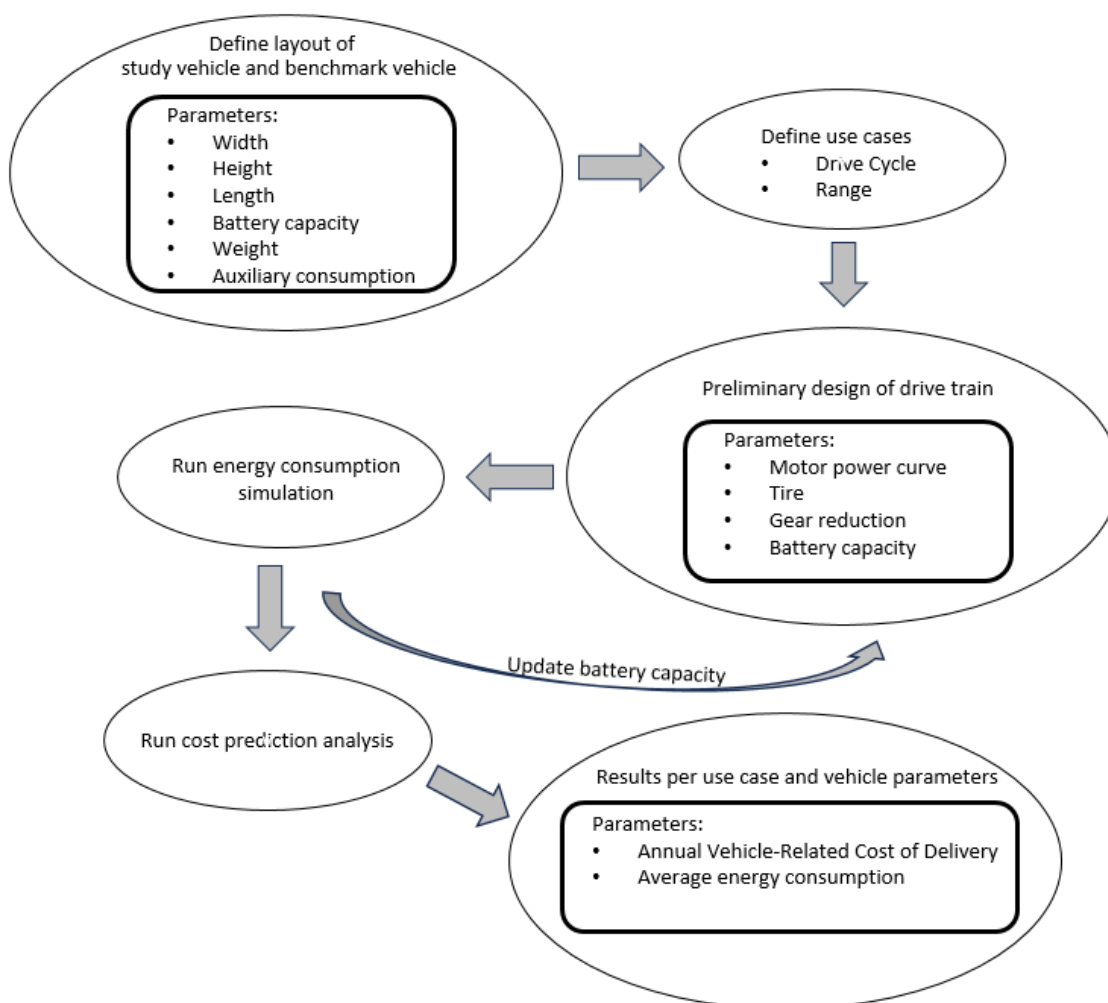 Define layout of
study vehicle and benchmark vehicle
Parameters:
• Width
• Height
• Length
• Battery capacity
• Weight
• Auxiliary consumption
Define use cases
• Drive Cycle
• Range
Preliminary design of drive train
Parameters:
• Motor power curve
• Tire
• Gear reduction
• Battery capacity
Run energy consumption
simulation
Update battery capacity
Run cost prediction analysis
Results per use case and vehicle parameters
Parameters:
• Annual Vehicle-Related Cost of Delivery
• Average energy consumption